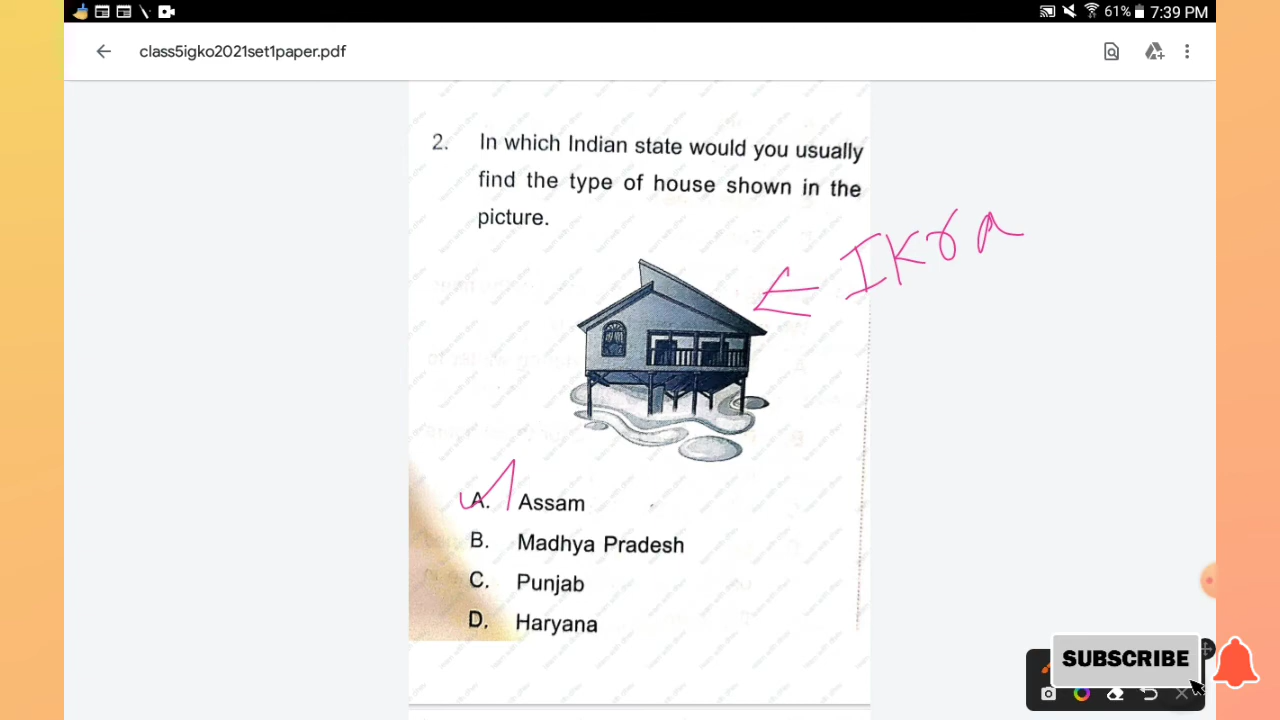 61% 7:39 PM
class5igko2021set1paper.pdf
2. In which Indian state would you usually
find the type of house shown in the
picture.
Ikra
A. Assam
B. Madhya Pradesh
C. Punjab
D. Haryana
SUBSCRIBE